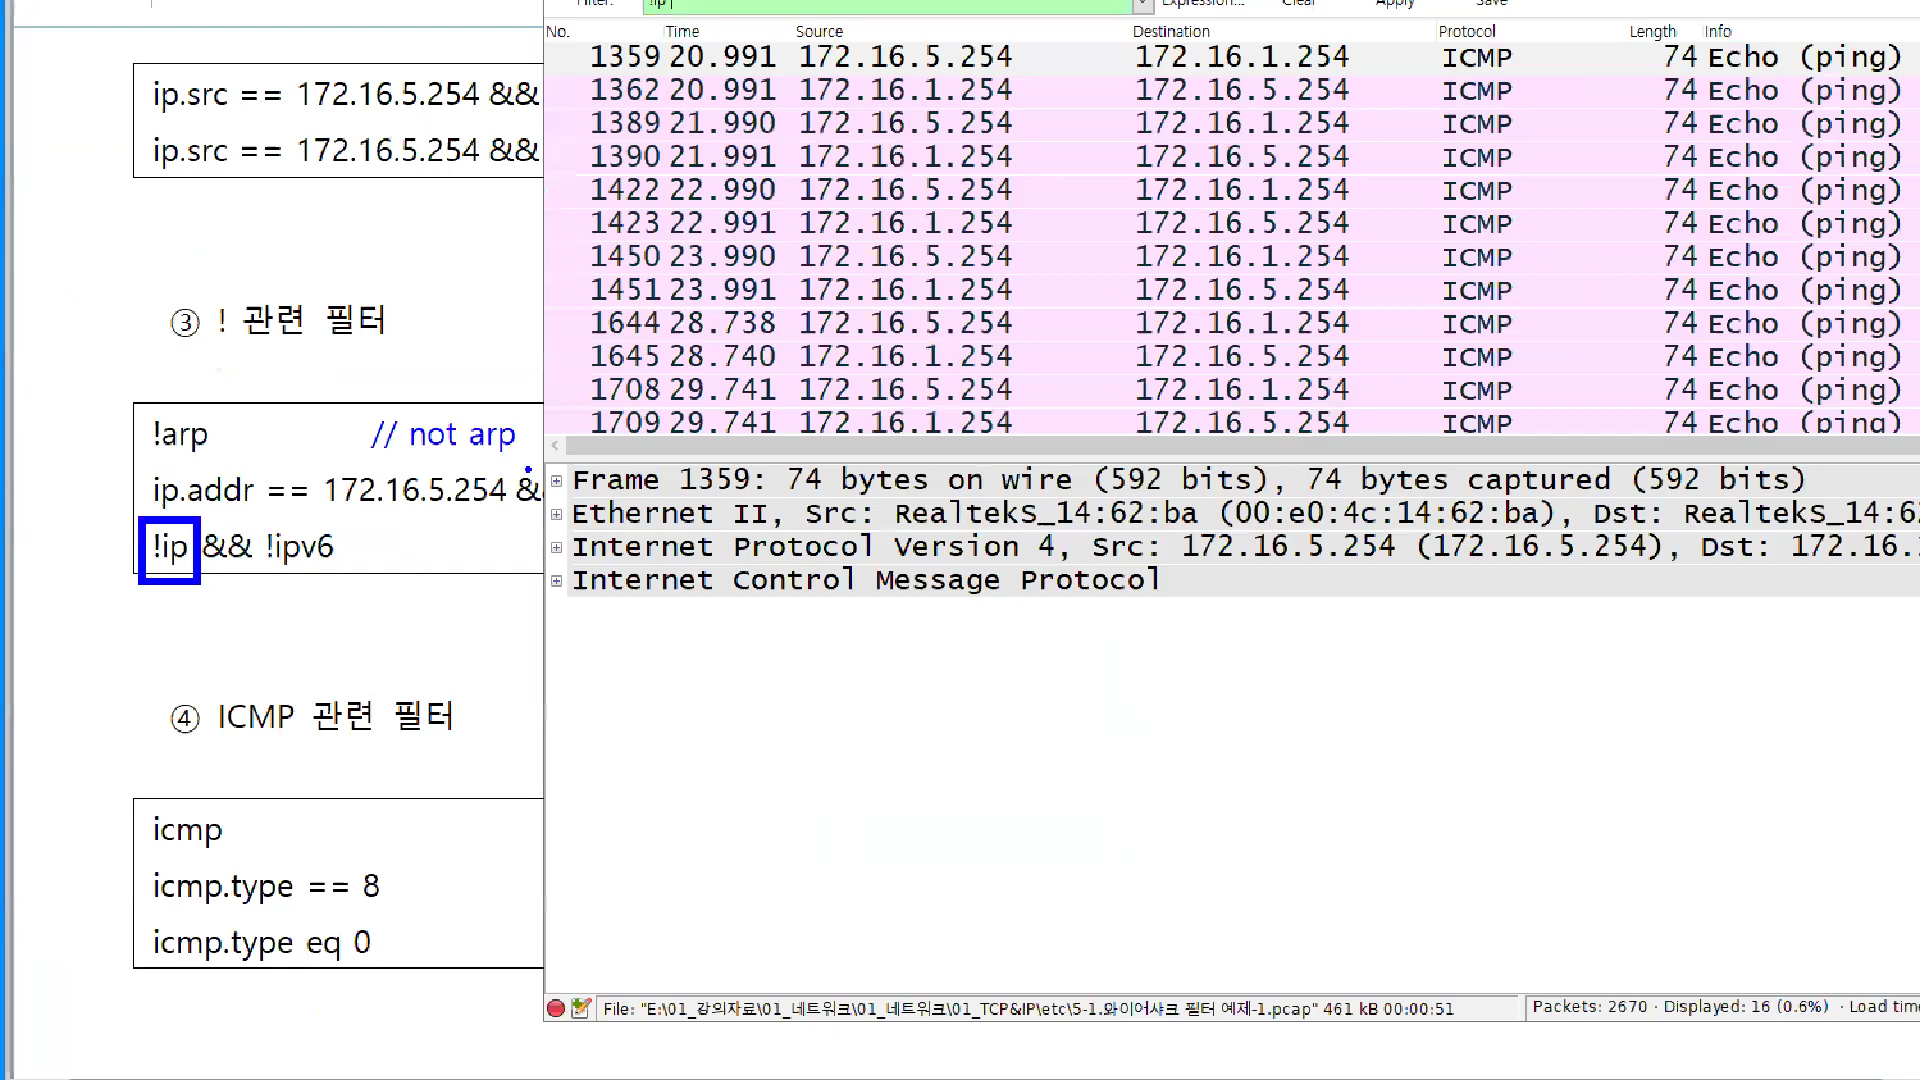 ip.src == 172.16.5.254 &&
ip.src == 172.16.5.254 &&
③ ! 관련 필터
!arp // not arp
ip.addr == 172.16.5.254 &
!ip && !ipv6
④ ICMP 관련 필터
icmp
icmp.type == 8
icmp.type eq 0
Filter: !ip Expression... Clear Apply Save
No. Time Source Destination Protocol Length Info
1359 20.991 172.16.5.254 172.16.1.254 ICMP 74 Echo (ping)
1362 20.991 172.16.1.254 172.16.5.254 ICMP 74 Echo (ping)
1389 21.990 172.16.5.254 172.16.1.254 ICMP 74 Echo (ping)
1390 21.991 172.16.1.254 172.16.5.254 ICMP 74 Echo (ping)
1422 22.990 172.16.5.254 172.16.1.254 ICMP 74 Echo (ping)
1423 22.991 172.16.1.254 172.16.5.254 ICMP 74 Echo (ping)
1450 23.990 172.16.5.254 172.16.1.254 ICMP 74 Echo (ping)
1451 23.991 172.16.1.254 172.16.5.254 ICMP 74 Echo (ping)
1644 28.738 172.16.5.254 172.16.1.254 ICMP 74 Echo (ping)
1645 28.740 172.16.1.254 172.16.5.254 ICMP 74 Echo (ping)
1708 29.741 172.16.5.254 172.16.1.254 ICMP 74 Echo (ping)
1709 29.741 172.16.1.254 172.16.5.254 ICMP 74 Echo (ping)
Frame 1359: 74 bytes on wire (592 bits), 74 bytes captured (592 bits)
Ethernet II, Src: RealtekS_14:62:ba (00:e0:4c:14:62:ba), Dst: RealtekS_14:62
Internet Protocol Version 4, Src: 172.16.5.254 (172.16.5.254), Dst: 172.16.
Internet Control Message Protocol
File: "E:\01_강의자료\01_네트워크\01_네트워크\01_TCP&IP\etc\5-1.와이어샤크 필터 예제-1.pcap" 461 kB 00:00:51
Packets: 2670 · Displayed: 16 (0.6%) · Load time